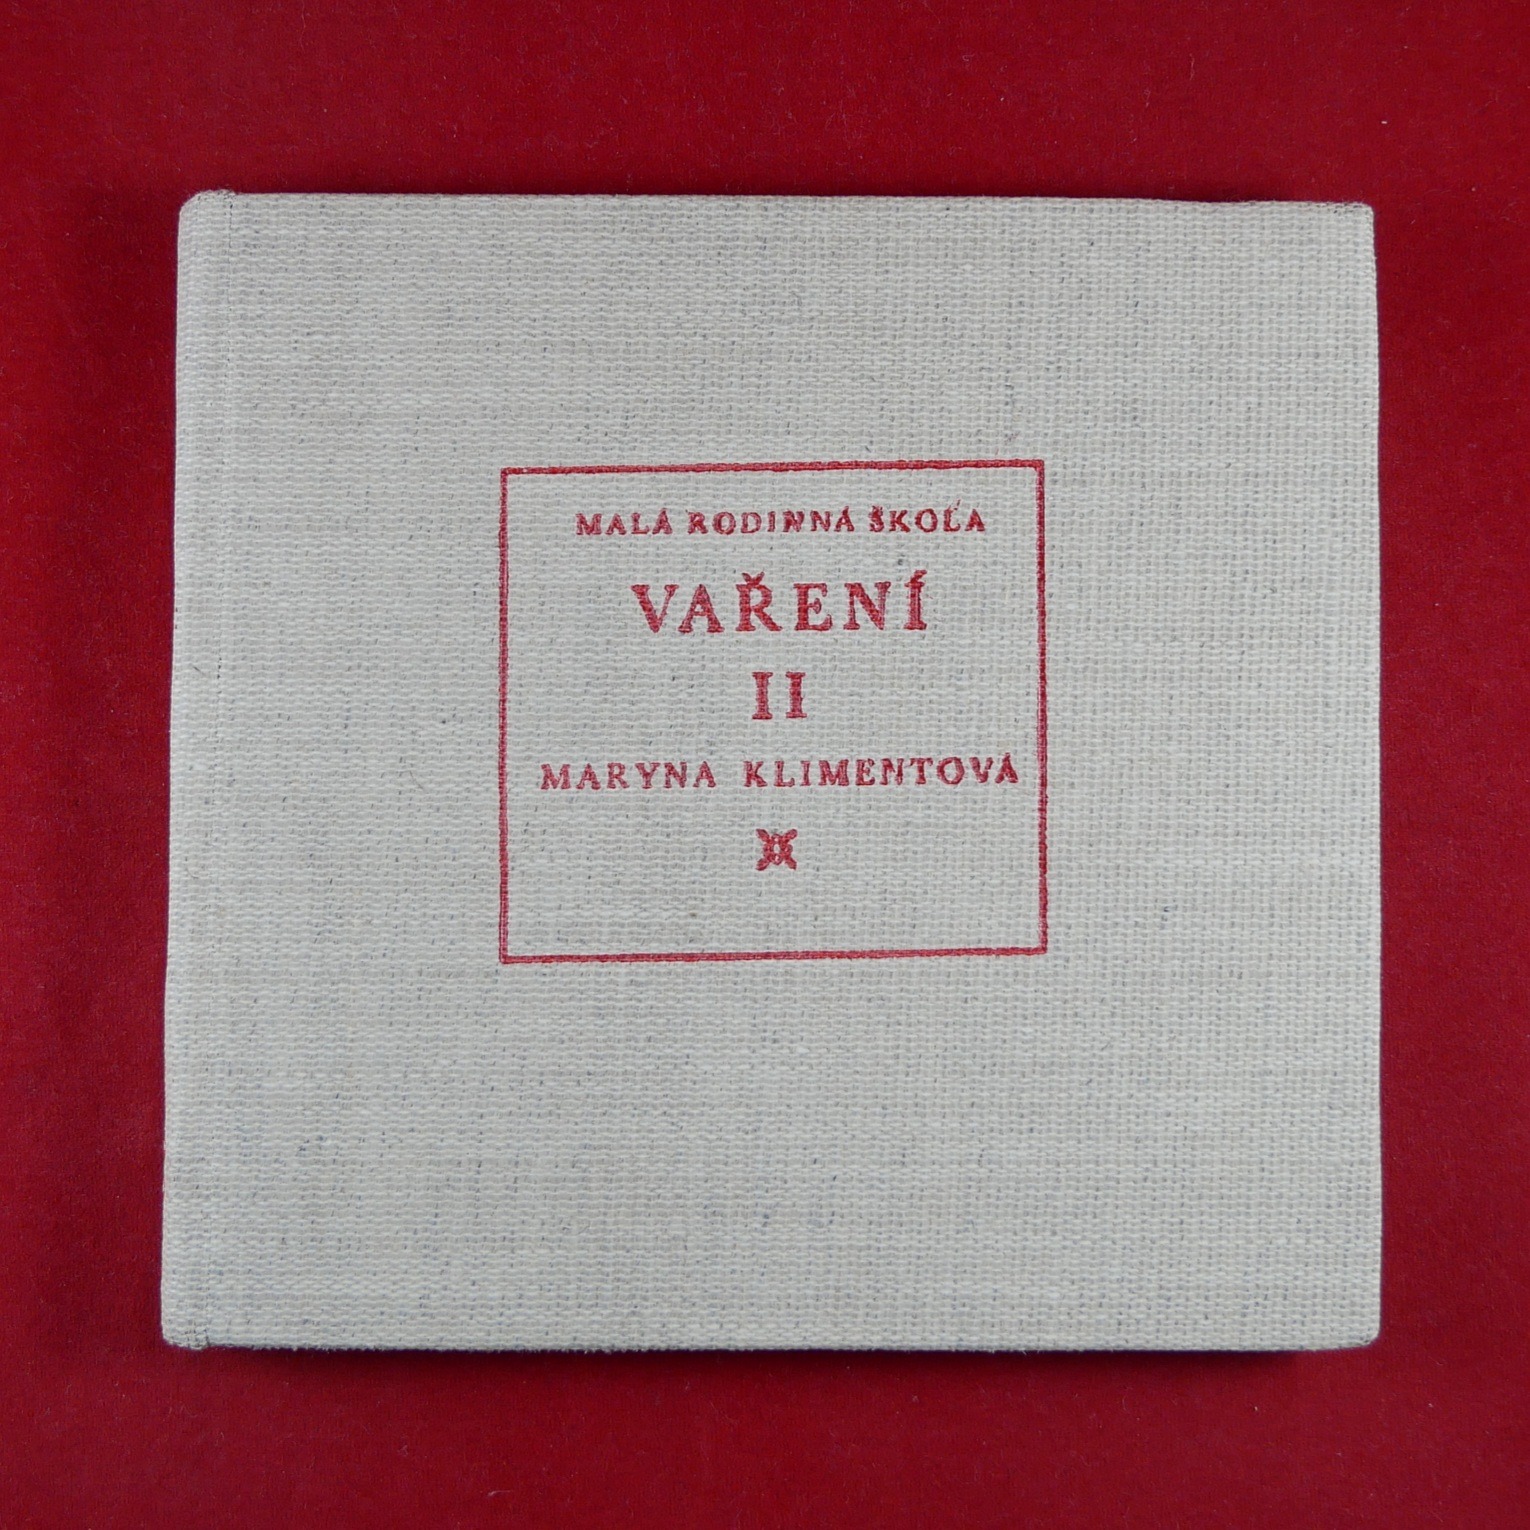 MALÁ RODINNÁ ŠKOLA
VAŘENÍ
II
MARYNA KLIMENTOVÁ